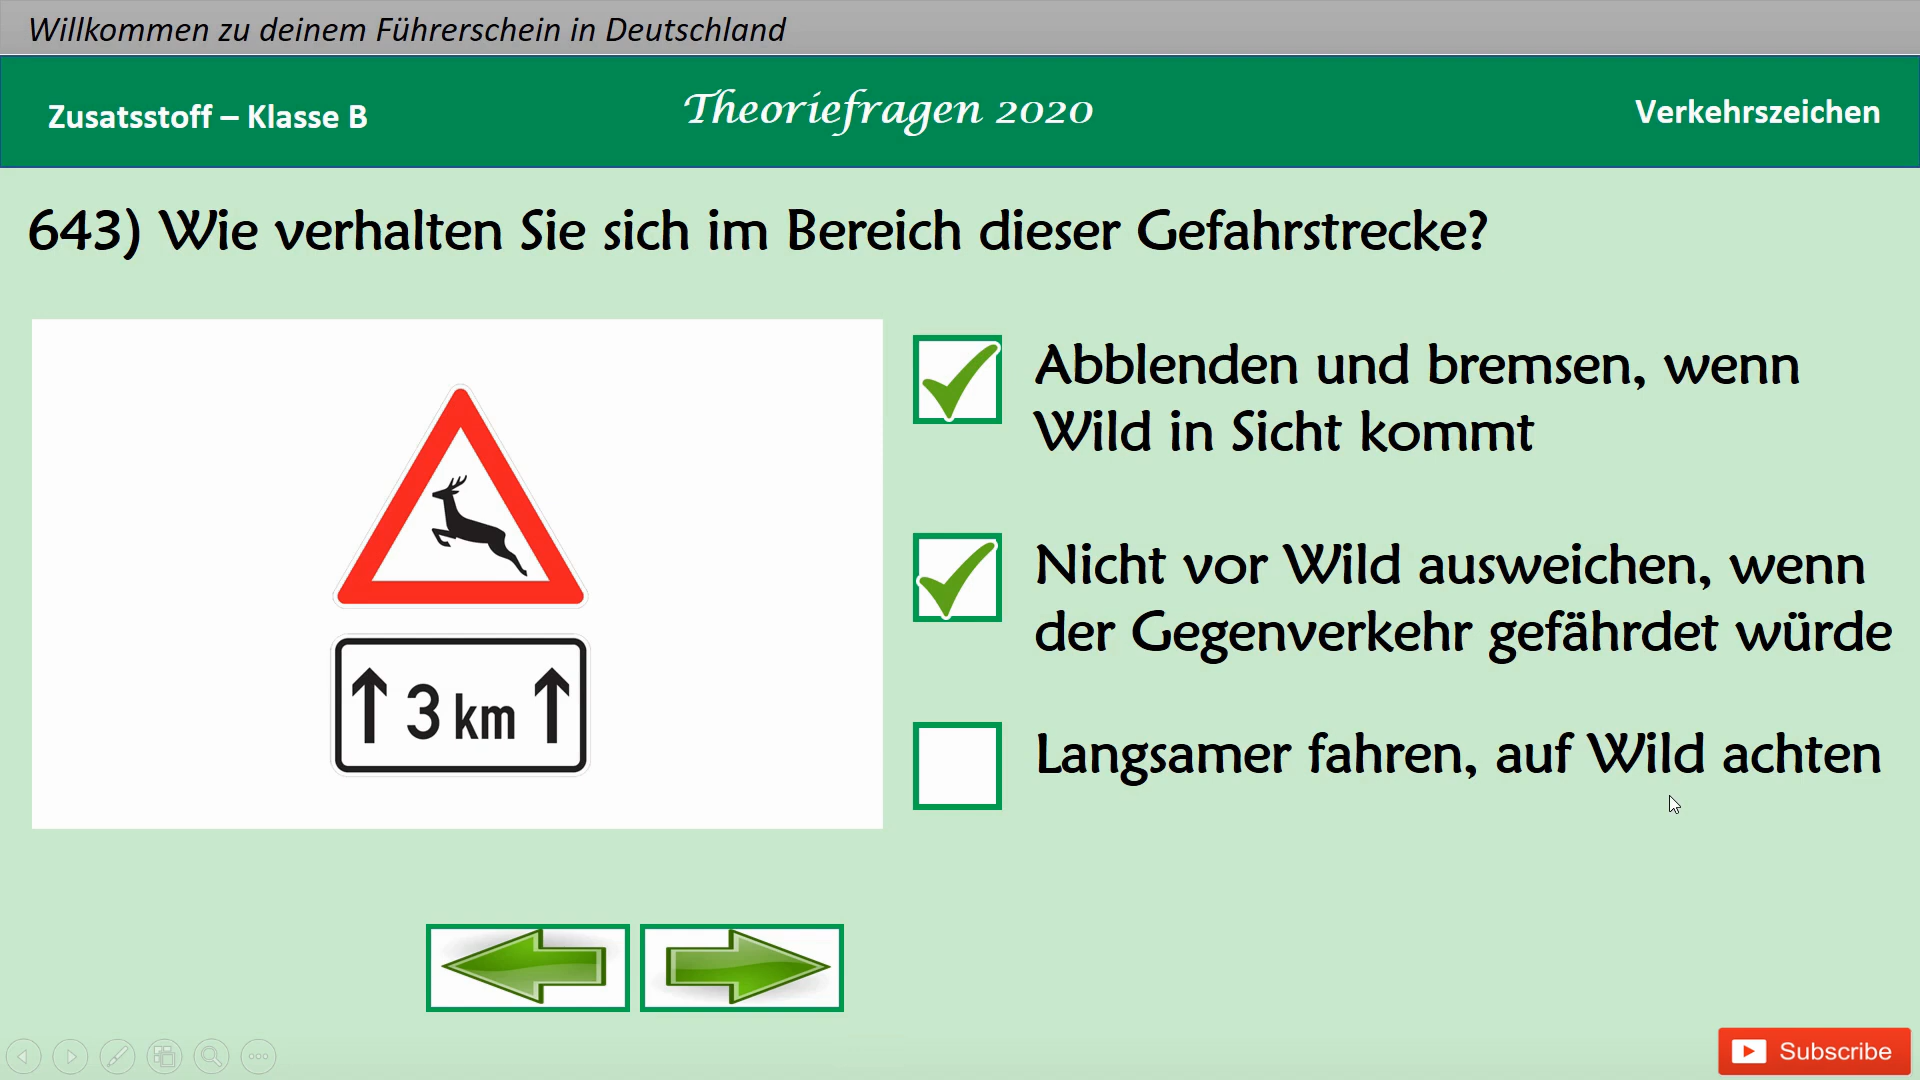 Willkommen zu deinem Führerschein in Deutschland
Zusatsstoff – Klasse B
Theoriefragen 2020
Verkehrszeichen
643) Wie verhalten Sie sich im Bereich dieser Gefahrstrecke?
Abblenden und bremsen, wenn
Wild in Sicht kommt
Nicht vor Wild ausweichen, wenn
der Gegenverkehr gefährdet würde
Langsamer fahren, auf Wild achten
↑ 3 km ↑
Subscribe